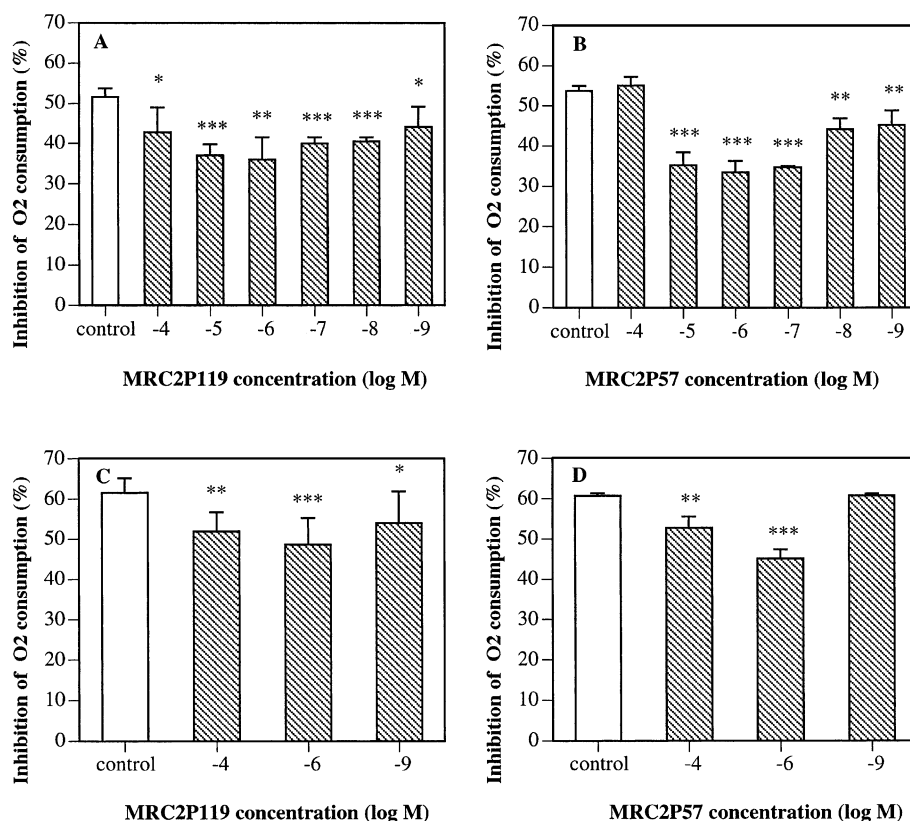 A
Inhibition of O2 consumption (%)
70
60
50
40
30
20
10
0
* *** ** *** *** *
control -4 -5 -6 -7 -8 -9
MRC2P119 concentration (log M)
B
Inhibition of O2 consumption (%)
70
60
50
40
30
20
10
0
*** *** *** ** **
control -4 -5 -6 -7 -8 -9
MRC2P57 concentration (log M)
C
Inhibition of O2 consumption (%)
70
60
50
40
30
20
10
0
** *** *
control -4 -6 -9
MRC2P119 concentration (log M)
D
Inhibition of O2 consumption (%)
70
60
50
40
30
20
10
0
** ***
control -4 -6 -9
MRC2P57 concentration (log M)